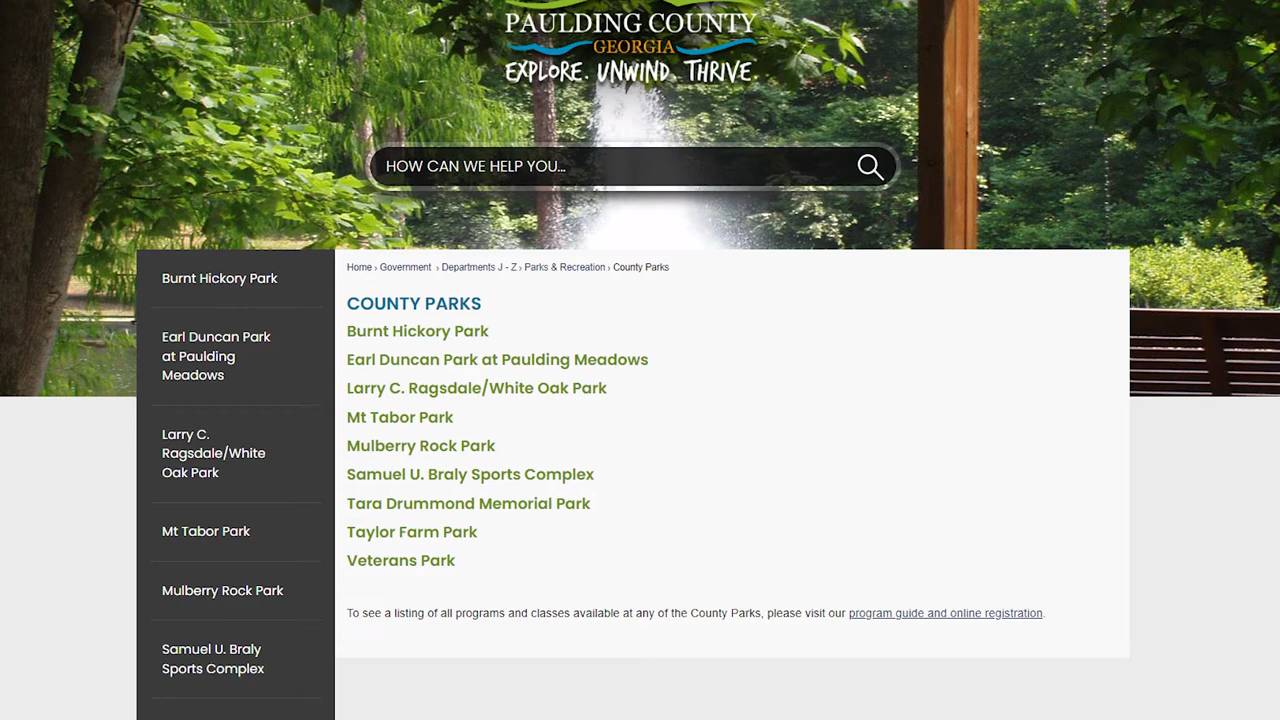 PAULDING COUNTY
GEORGIA
EXPLORE. UNWIND. THRIVE.
HOW CAN WE HELP YOU...
Burnt Hickory Park
Earl Duncan Park
at Paulding
Meadows
Larry C.
Ragsdale/White
Oak Park
Mt Tabor Park
Mulberry Rock Park
Samuel U. Braly
Sports Complex
Home › Government › Departments J - Z › Parks & Recreation › County Parks
COUNTY PARKS
Burnt Hickory Park
Earl Duncan Park at Paulding Meadows
Larry C. Ragsdale/White Oak Park
Mt Tabor Park
Mulberry Rock Park
Samuel U. Braly Sports Complex
Tara Drummond Memorial Park
Taylor Farm Park
Veterans Park
To see a listing of all programs and classes available at any of the County Parks, please visit our program guide and online registration.